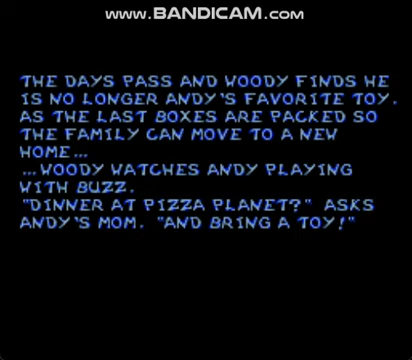 www.BANDICAM.com
THE DAYS PASS AND WOODY FINDS HE
IS NO LONGER ANDY'S FAVORITE TOY.
AS THE LAST BOXES ARE PACKED SO
THE FAMILY CAN MOVE TO A NEW
HOME...
...WOODY WATCHES ANDY PLAYING
WITH BUZZ.
"DINNER AT PIZZA PLANET?" ASKS
ANDY'S MOM. "AND BRING A TOY!"